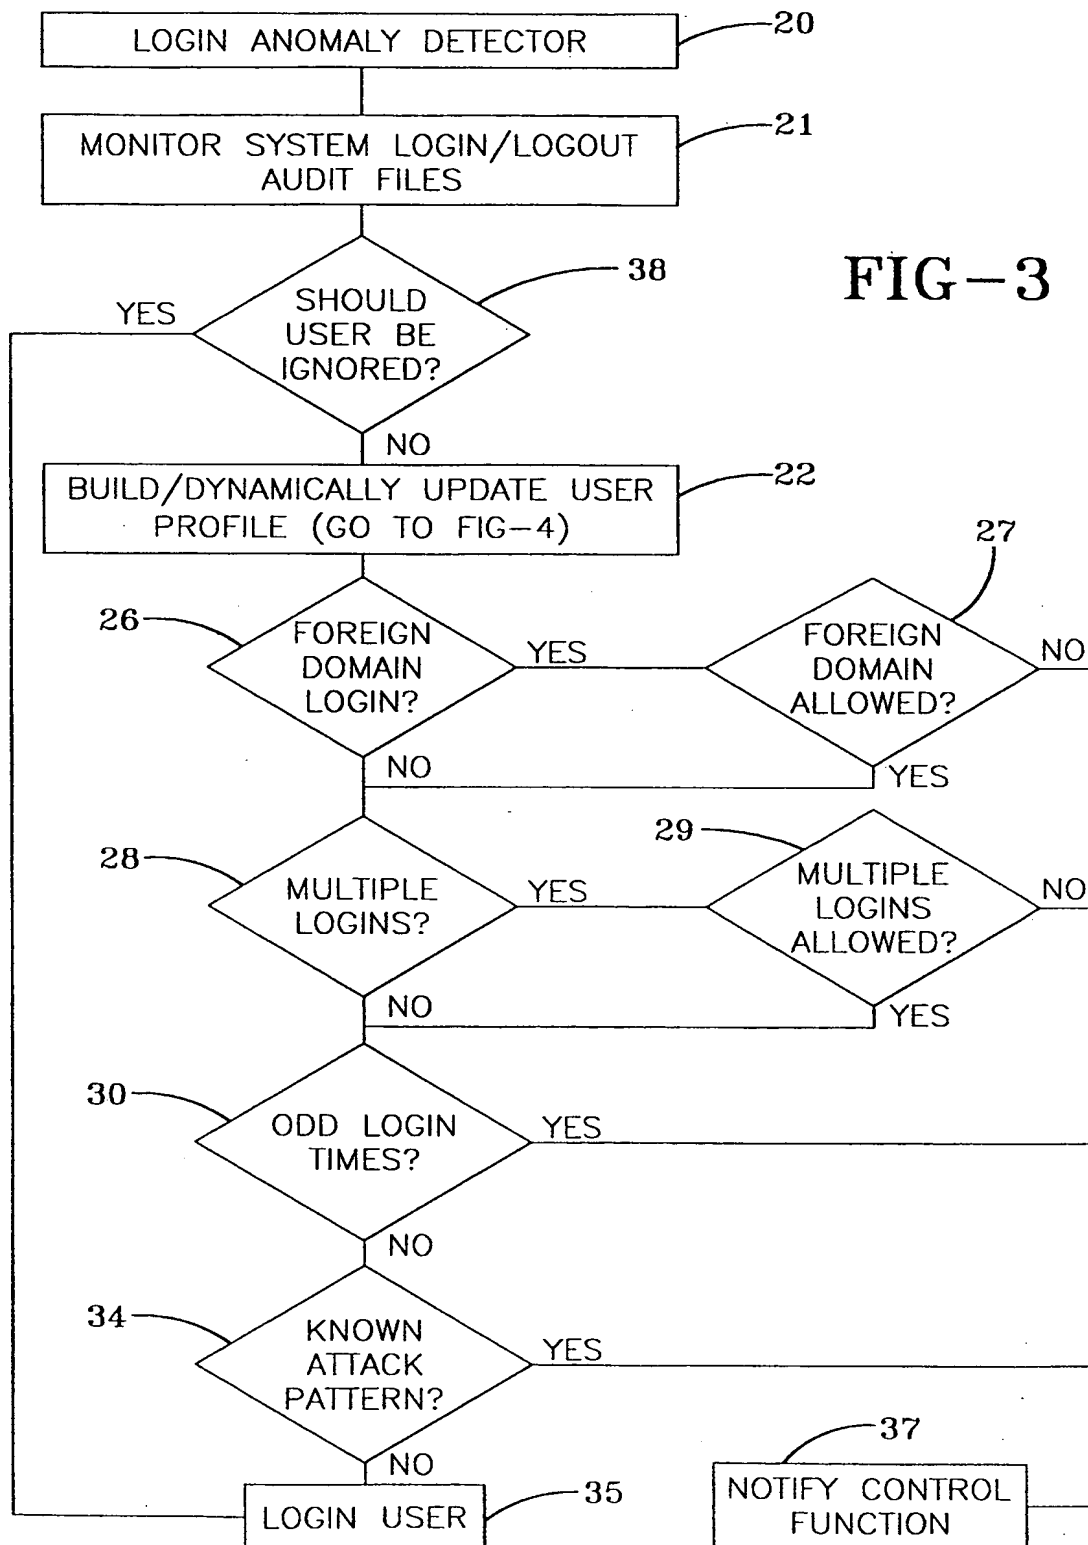 LOGIN ANOMALY DETECTOR
20
MONITOR SYSTEM LOGIN/LOGOUT
AUDIT FILES
21
FIG-3
38
YES
SHOULD
USER BE
IGNORED?
NO
BUILD/DYNAMICALLY UPDATE USER
PROFILE (GO TO FIG-4)
22
27
26
FOREIGN
DOMAIN
LOGIN?
YES
FOREIGN
DOMAIN
ALLOWED?
NO
NO
YES
28
29
MULTIPLE
LOGINS?
YES
MULTIPLE
LOGINS
ALLOWED?
NO
NO
YES
30
ODD LOGIN
TIMES?
YES
NO
34
KNOWN
ATTACK
PATTERN?
YES
NO
37
LOGIN USER
35
NOTIFY CONTROL
FUNCTION